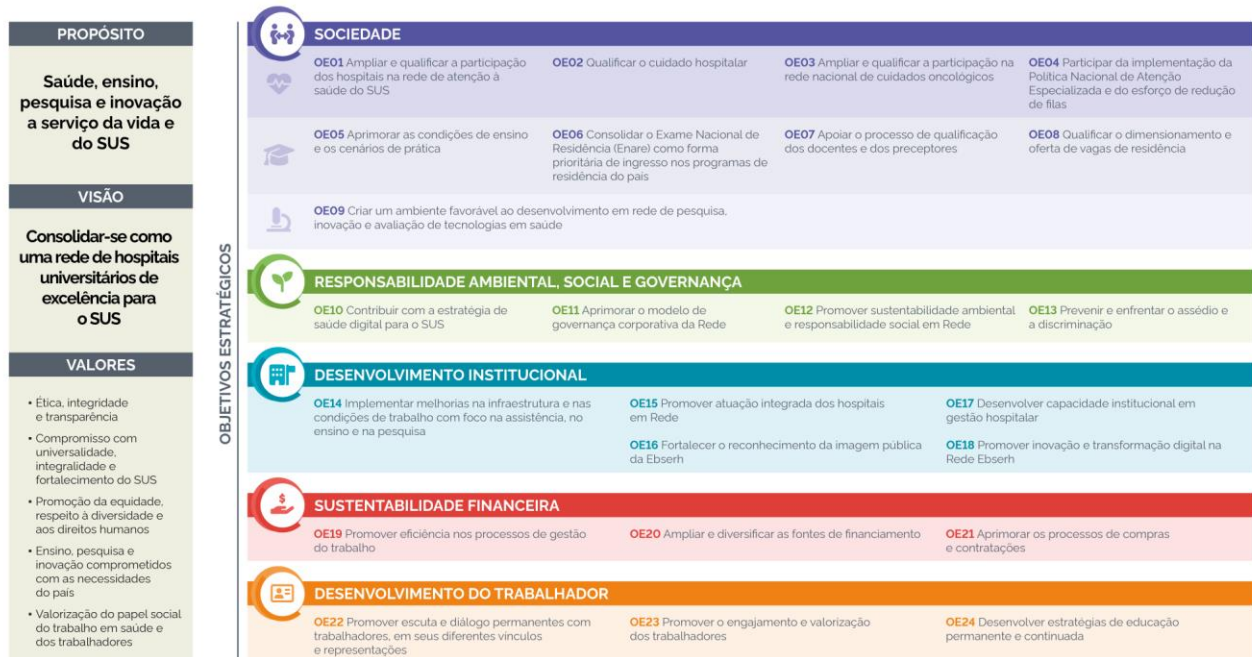 PROPÓSITO
Saúde, ensino,
pesquisa e inovação
a serviço da vida e
do SUS
VISÃO
Consolidar-se como
uma rede de hospitais
universitários de
excelência para
o SUS
VALORES
• Ética, integridade
e transparência
• Compromisso com
universalidade,
integralidade e
fortalecimento do SUS
• Promoção da equidade,
respeito à diversidade e
aos direitos humanos
• Ensino, pesquisa e
inovação comprometidos
com as necessidades
do país
• Valorização do papel social
do trabalho em saúde e
dos trabalhadores
OBJETIVOS ESTRATÉGICOS
SOCIEDADE
OE01 Ampliar e qualificar a participação
dos hospitais na rede de atenção à
saúde do SUS
OE02 Qualificar o cuidado hospitalar
OE03 Ampliar e qualificar a participação na
rede nacional de cuidados oncológicos
OE04 Participar da implementação da
Política Nacional de Atenção
Especializada e do esforço de redução
de filas
OE05 Aprimorar as condições de ensino
e os cenários de prática
OE06 Consolidar o Exame Nacional de
Residência (Enare) como forma
prioritária de ingresso nos programas de
residência do país
OE07 Apoiar o processo de qualificação
dos docentes e dos preceptores
OE08 Qualificar o dimensionamento e
oferta de vagas de residência
OE09 Criar um ambiente favorável ao desenvolvimento em rede de pesquisa,
inovação e avaliação de tecnologias em saúde
RESPONSABILIDADE AMBIENTAL, SOCIAL E GOVERNANÇA
OE10 Contribuir com a estratégia de
saúde digital para o SUS
OE11 Aprimorar o modelo de
governança corporativa da Rede
OE12 Promover sustentabilidade ambiental
e responsabilidade social em Rede
OE13 Prevenir e enfrentar o assédio e
a discriminação
DESENVOLVIMENTO INSTITUCIONAL
OE14 Implementar melhorias na infraestrutura e nas
condições de trabalho com foco na assistência, no
ensino e na pesquisa
OE15 Promover atuação integrada dos hospitais
em Rede
OE16 Fortalecer o reconhecimento da imagem pública
da Ebserh
OE17 Desenvolver capacidade institucional em
gestão hospitalar
OE18 Promover inovação e transformação digital na
Rede Ebserh
$
SUSTENTABILIDADE FINANCEIRA
OE19 Promover eficiência nos processos de gestão
do trabalho
OE20 Ampliar e diversificar as fontes de financiamento
OE21 Aprimorar os processos de compras
e contratações
DESENVOLVIMENTO DO TRABALHADOR
OE22 Promover escuta e diálogo permanentes com
trabalhadores, em seus diferentes vínculos
e representações
OE23 Promover o engajamento e valorização
dos trabalhadores
OE24 Desenvolver estratégias de educação
permanente e continuada